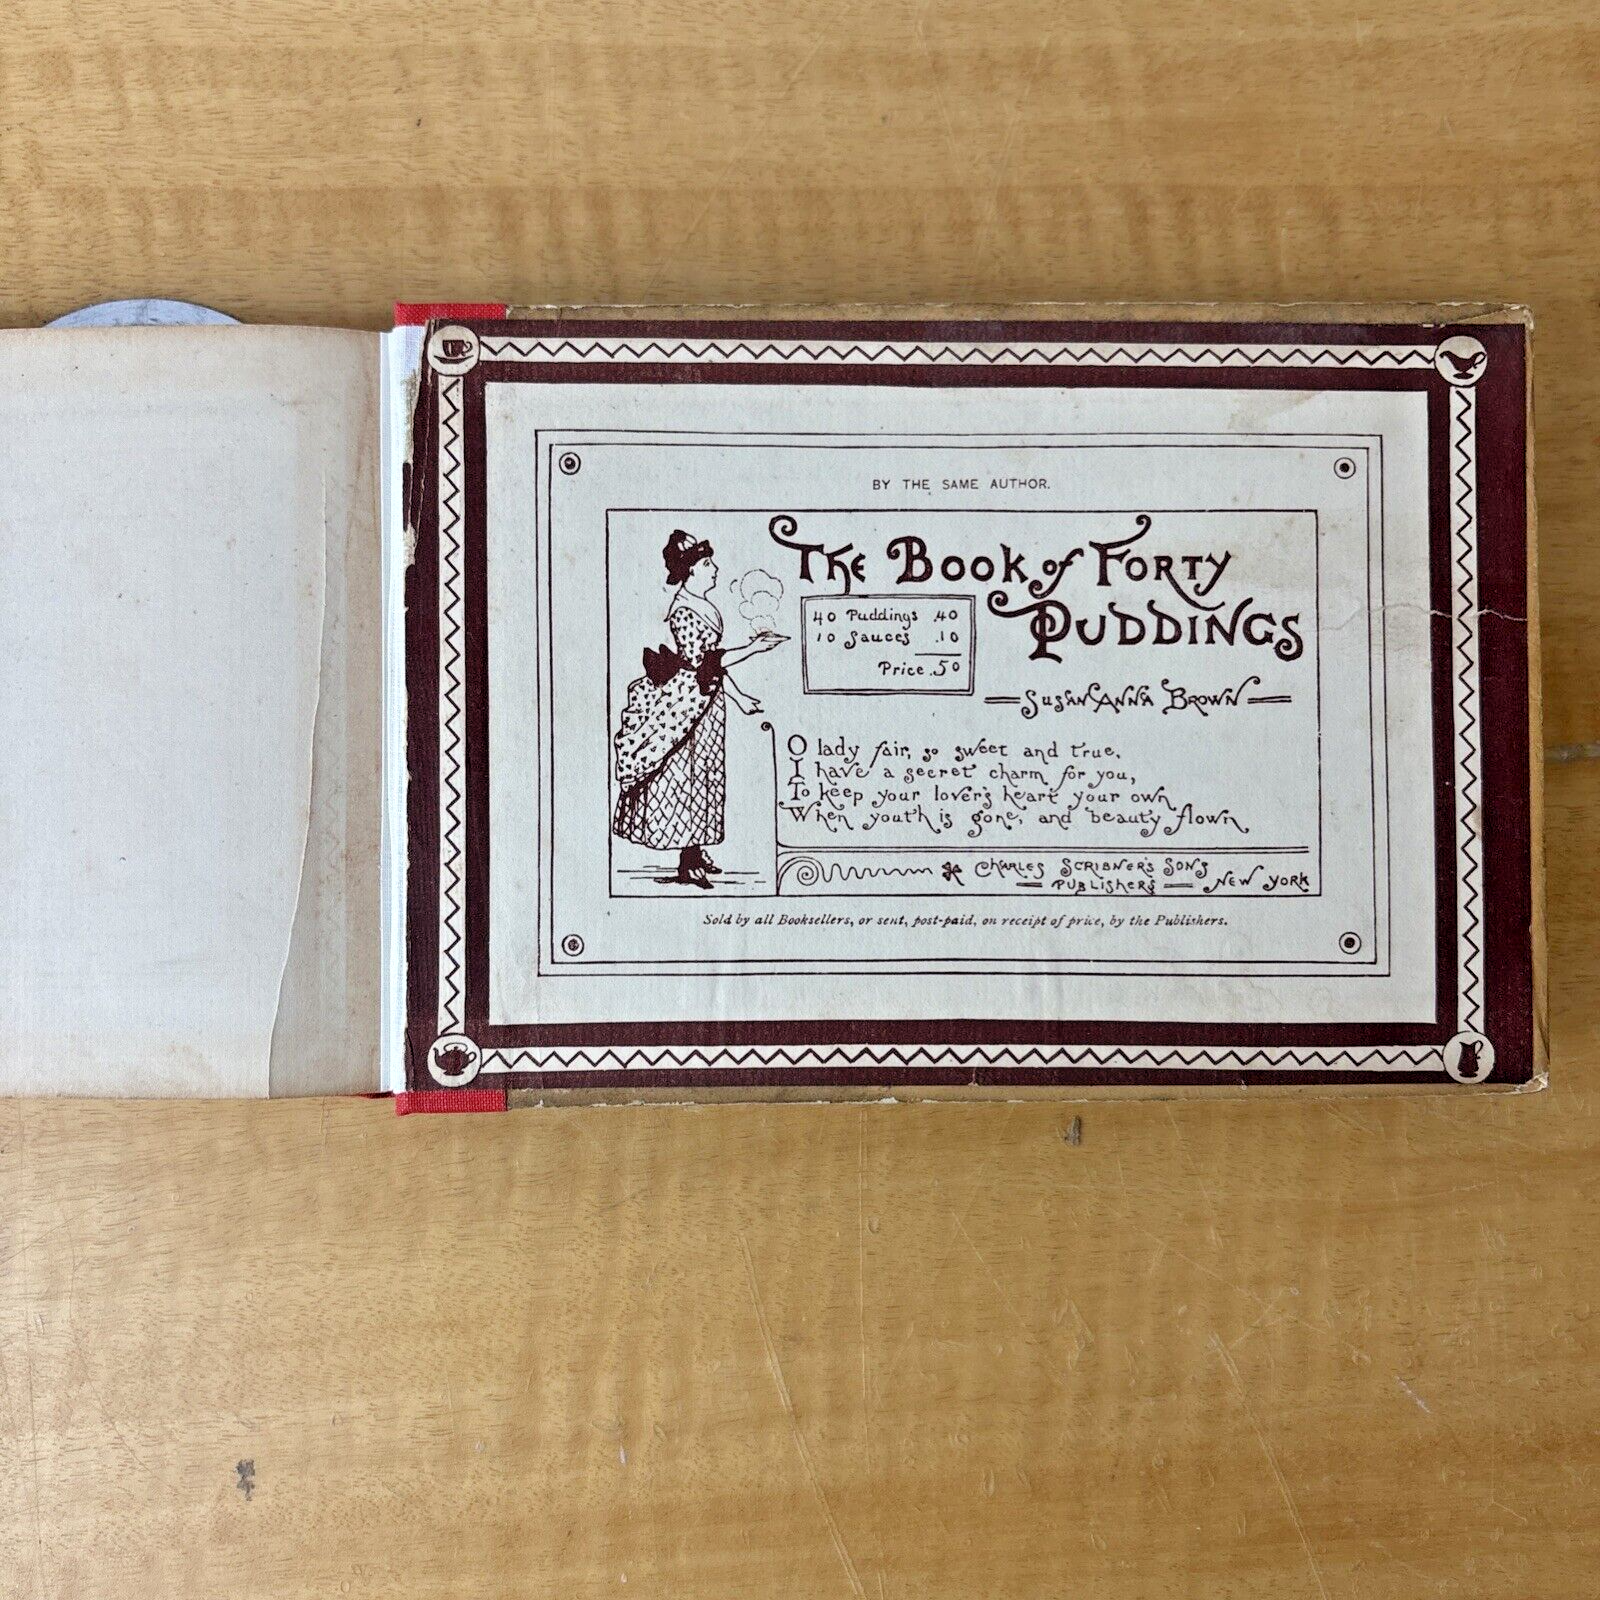 BY THE SAME AUTHOR.
The Book of Forty
Puddings
40 Puddings .40
10 Sauces .10
Price .50
Susan Anna Brown
O lady fair, so sweet and true,
I have a secret charm for you,
To keep your lover's heart your own
When youth is gone, and beauty flown
Charles Scribner's Sons
Publishers New York
Sold by all Booksellers, or sent, post-paid, on receipt of price, by the Publishers.